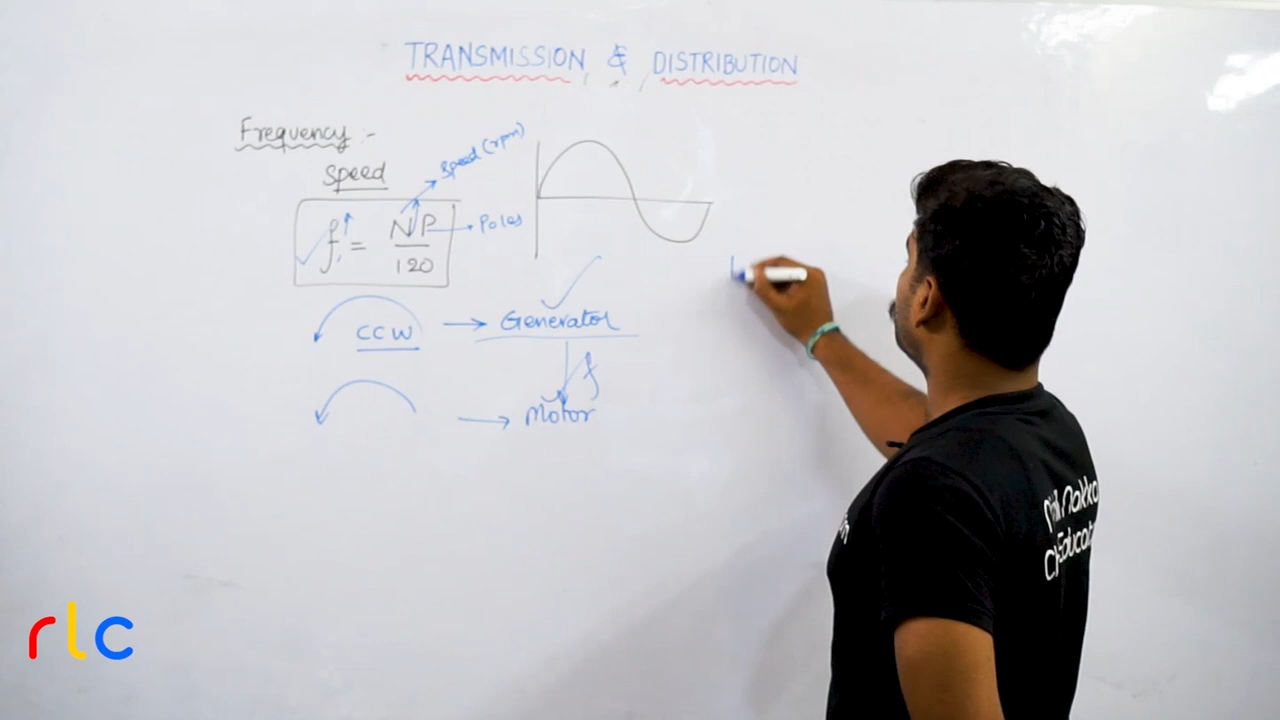 TRANSMISSION & DISTRIBUTION
Frequency :-
Speed
Speed (rpm)
f = NP
120
Poles
CCW → Generator
f
→ Motor
rlc